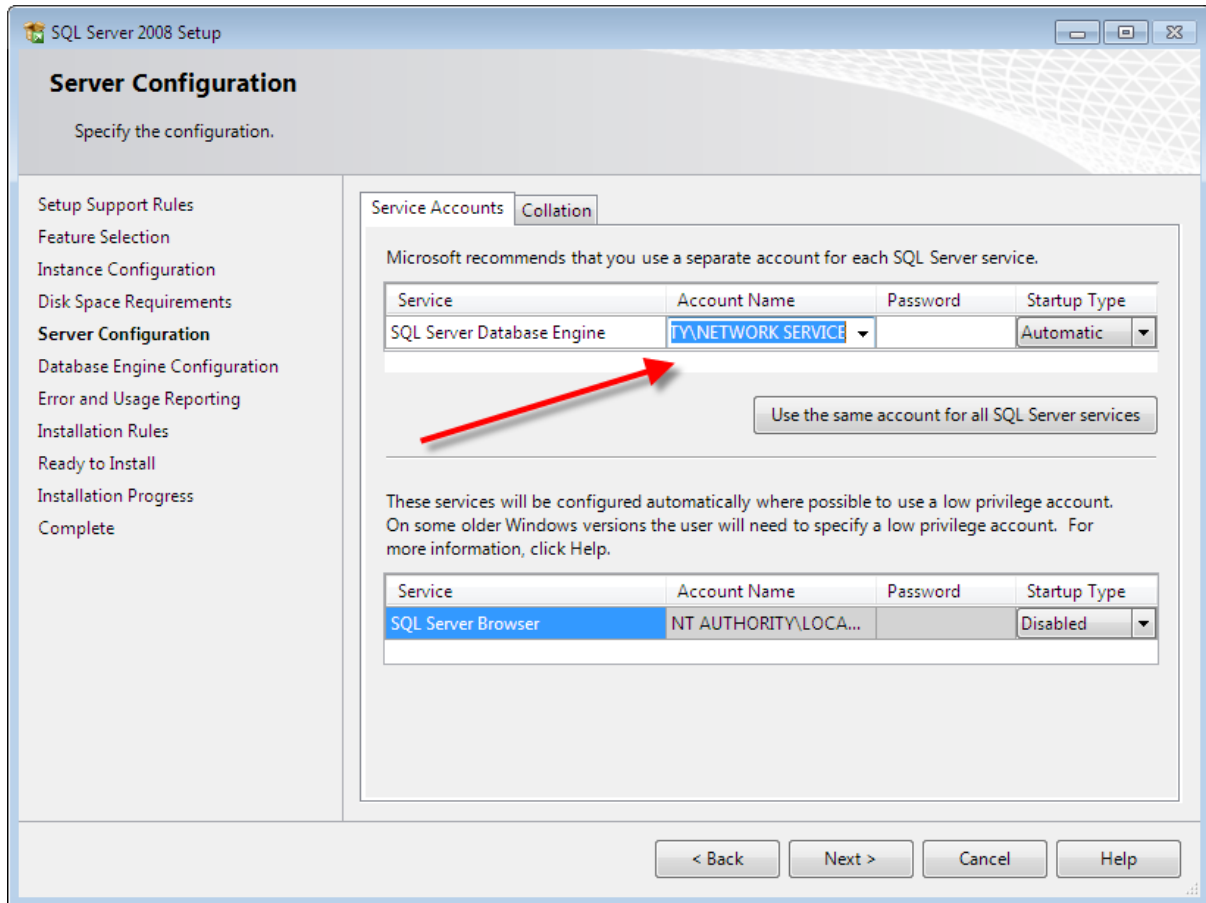 SQL Server 2008 Setup
Server Configuration
Specify the configuration.
Setup Support Rules
Feature Selection
Instance Configuration
Disk Space Requirements
Server Configuration
Database Engine Configuration
Error and Usage Reporting
Installation Rules
Ready to Install
Installation Progress
Complete
Service Accounts Collation
Microsoft recommends that you use a separate account for each SQL Server service.
Service Account Name Password Startup Type
SQL Server Database Engine TY\NETWORK SERVICE Automatic
Use the same account for all SQL Server services
These services will be configured automatically where possible to use a low privilege account.
On some older Windows versions the user will need to specify a low privilege account. For
more information, click Help.
Service Account Name Password Startup Type
SQL Server Browser NT AUTHORITY\LOCA... Disabled
< Back Next > Cancel Help